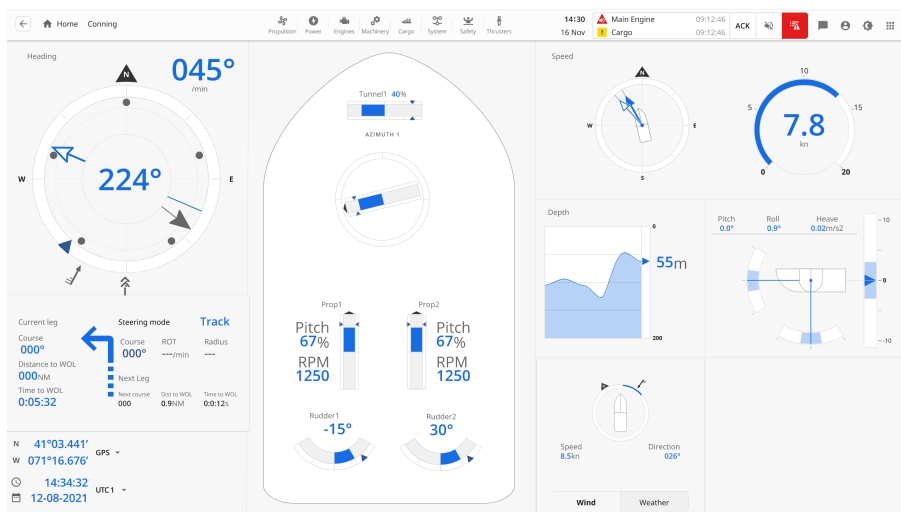 Home Conning
Propulsion Power Engines Machinery Cargo System Safety Thrusters
14:30 Main Engine 09:12:46
16 Nov Cargo 09:12:46
ACK
Heading
045°
/min
N
W
E
224°
Current leg
Course
000°
Distance to WOL
000NM
Time to WOL
0:05:32
Steering mode Track
Course ROT Radius
000° ---/min ---
Next Leg
Next course Dist to WOL Time to WOL
000 0.9NM 0:0:12s
N 41°03.441’
W 071°16.676’
GPS
14:34:32
12-08-2021
UTC1
Tunnel1 40%
AZIMUTH 1
Prop1
Pitch
67%
RPM
1250
Prop2
Pitch
67%
RPM
1250
Rudder1
-15°
Rudder2
30°
Speed
N
W
E
S
10
5
15
7.8
kn
0
20
Depth
0
55m
200
Pitch Roll Heave
0.0° 0.9° 0.02m/s2
10
0
-10
Speed
8.5kn
Direction
026°
Wind Weather